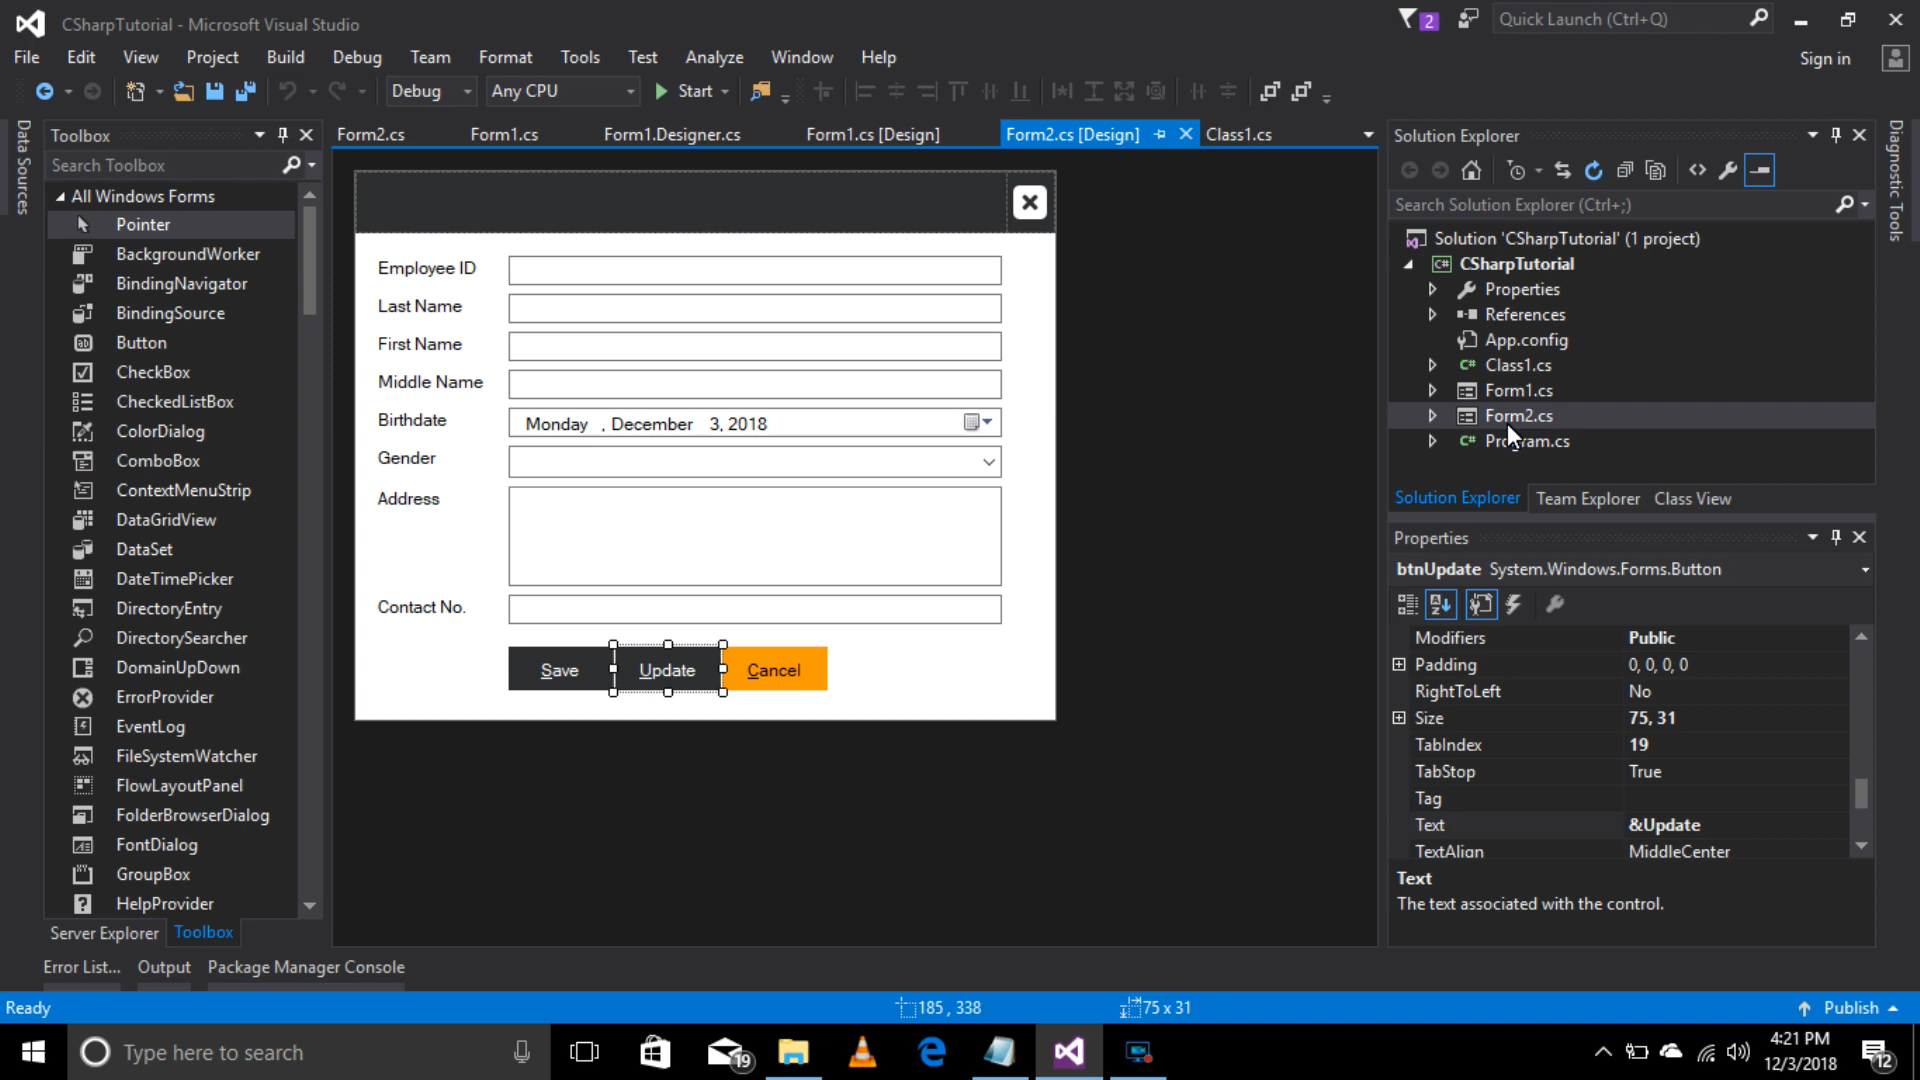 CSharpTutorial - Microsoft Visual Studio
2
Quick Launch (Ctrl+Q)
File Edit View Project Build Debug Team Format Tools Test Analyze Window Help
Sign in
Debug Any CPU Start
Data Sources
Toolbox
Search Toolbox
All Windows Forms
Pointer
BackgroundWorker
BindingNavigator
BindingSource
Button
CheckBox
CheckedListBox
ColorDialog
ComboBox
ContextMenuStrip
DataGridView
DataSet
DateTimePicker
DirectoryEntry
DirectorySearcher
DomainUpDown
ErrorProvider
EventLog
FileSystemWatcher
FlowLayoutPanel
FolderBrowserDialog
FontDialog
GroupBox
HelpProvider
Server Explorer Toolbox
Form2.cs Form1.cs Form1.Designer.cs Form1.cs [Design] Form2.cs [Design] Class1.cs
Employee ID
Last Name
First Name
Middle Name
Birthdate Monday , December 3, 2018
Gender
Address
Contact No.
Save Update Cancel
Solution Explorer
Search Solution Explorer (Ctrl+;)
Solution 'CSharpTutorial' (1 project)
C# CSharpTutorial
Properties
References
App.config
C# Class1.cs
Form1.cs
Form2.cs
C# Program.cs
Solution Explorer Team Explorer Class View
Properties
btnUpdate System.Windows.Forms.Button
Modifiers Public
Padding 0, 0, 0, 0
RightToLeft No
Size 75, 31
TabIndex 19
TabStop True
Tag
Text &Update
TextAlign MiddleCenter
Text
The text associated with the control.
Diagnostic Tools
Error List... Output Package Manager Console
Ready 185 , 338 75 x 31 Publish
Type here to search
19
4:21 PM
12/3/2018
12